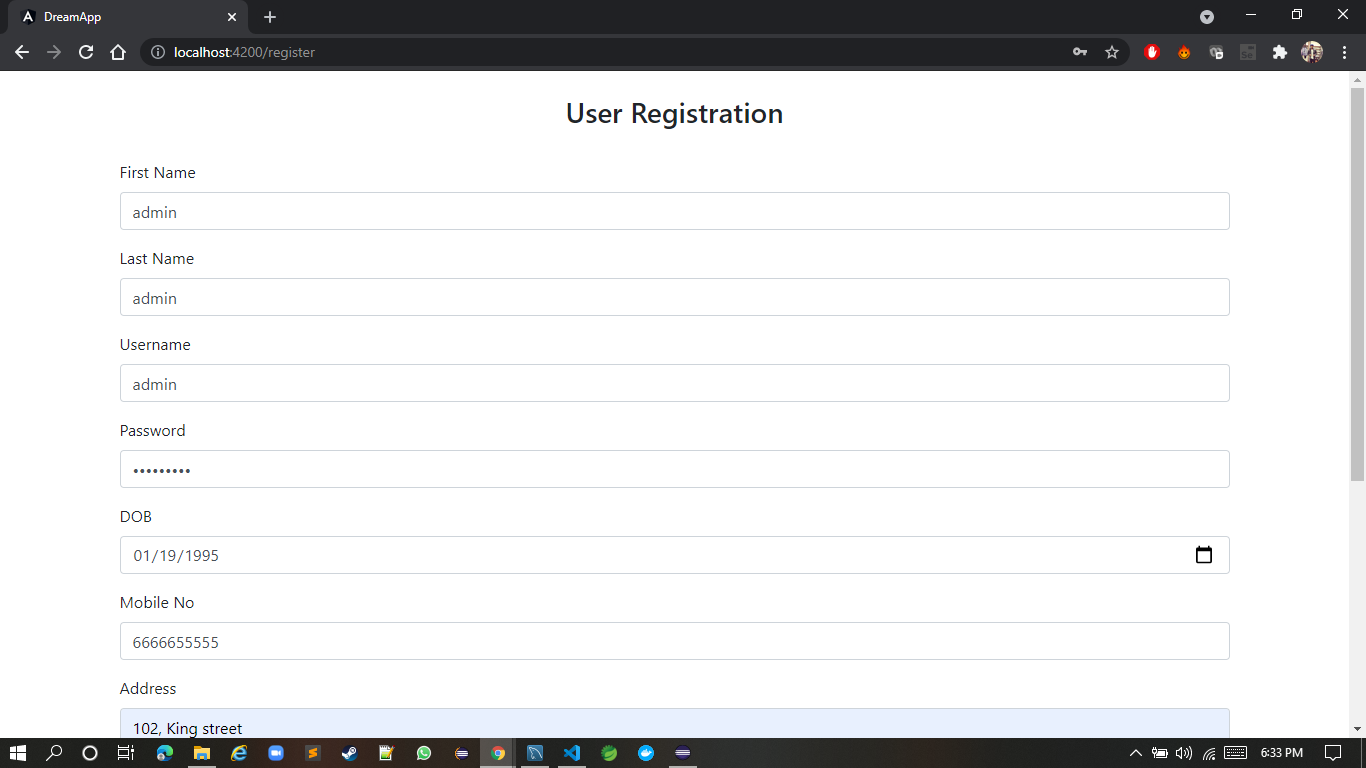 DreamApp
localhost:4200/register
User Registration
First Name
admin
Last Name
admin
Username
admin
Password
•••••••••
DOB
01/19/1995
Mobile No
6666655555
Address
102, King street
6:33 PM